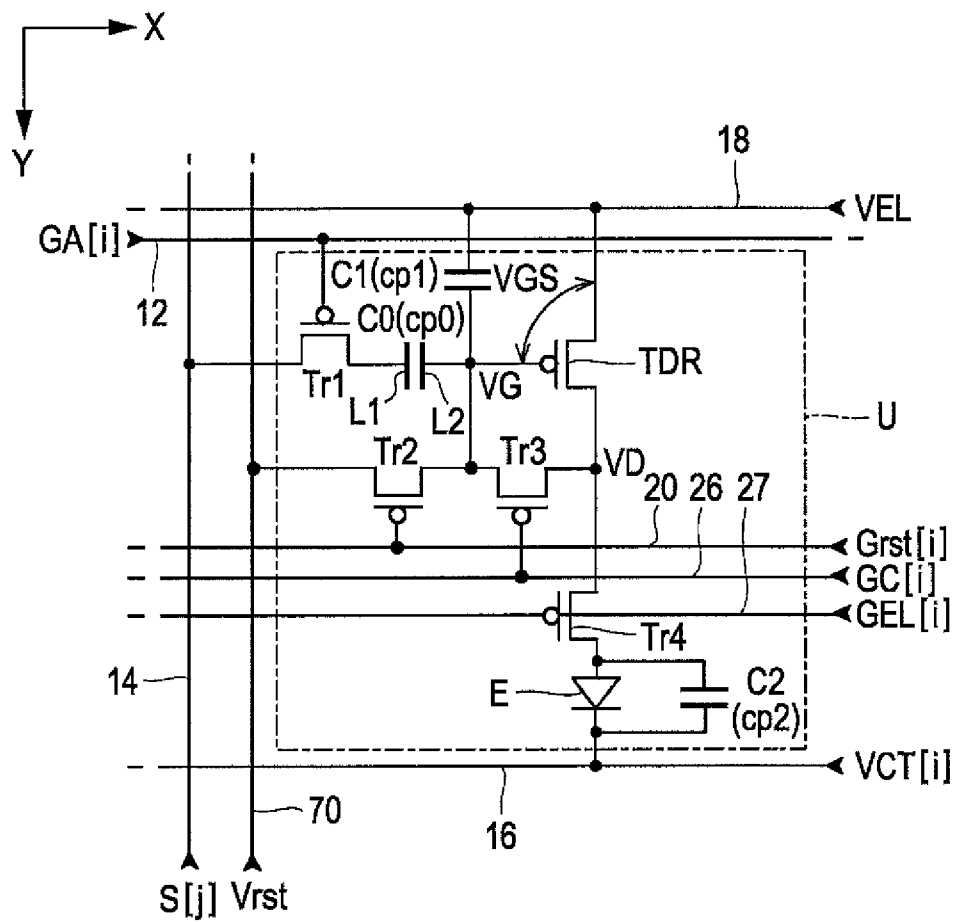 X
Y
18
VEL
GA[i]
12
C1(cp1)
VGS
C0(cp0)
Tr1
L1
L2
VG
TDR
U
Tr2
Tr3
VD
20
26
27
Grst[i]
GC[i]
GEL[i]
Tr4
14
E
C2
(cp2)
VCT[i]
70
16
S[j]
Vrst